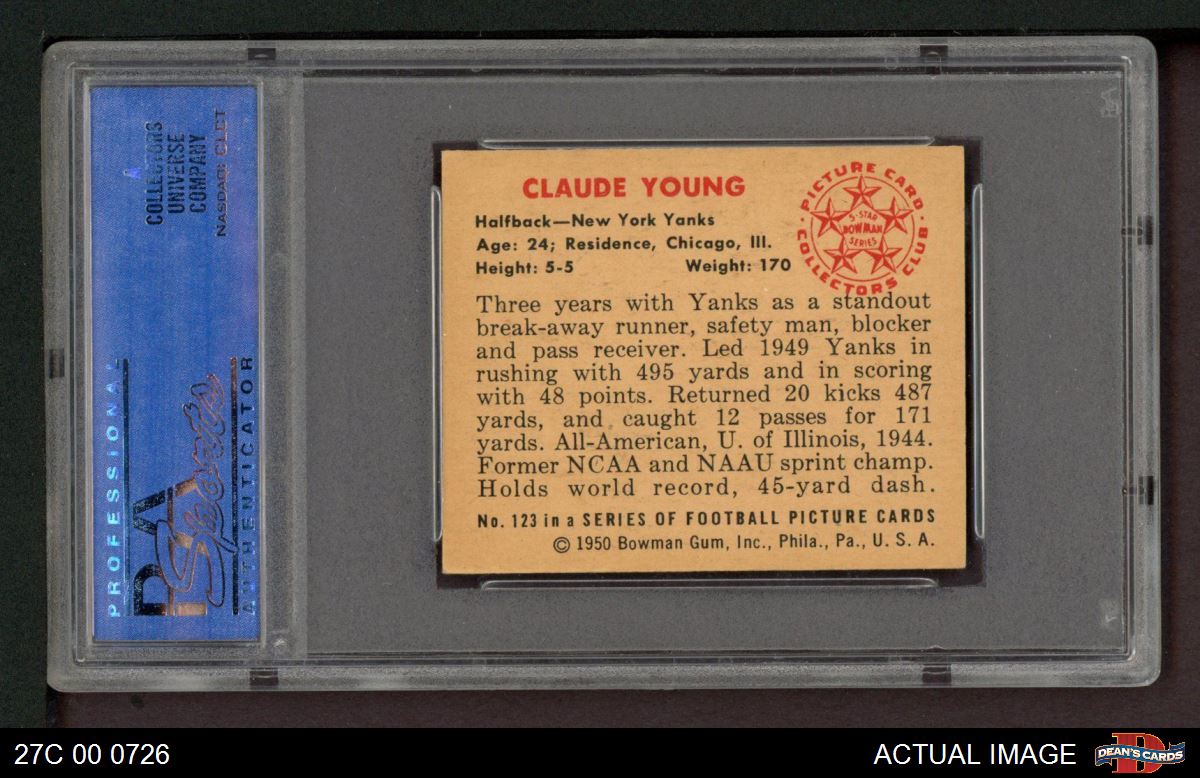 COLLECTORS
UNIVERSE
COMPANY
NASDAQ: CLCT
PROFESSIONAL
PSA
Sports
AUTHENTICATOR
CLAUDE YOUNG
Halfback—New York Yanks
Age: 24; Residence, Chicago, Ill.
Height: 5-5 Weight: 170
PICTURE CARD
COLLECTORS CLUB
5-STAR
BOWMAN
SERIES
Three years with Yanks as a standout
break-away runner, safety man, blocker
and pass receiver. Led 1949 Yanks in
rushing with 495 yards and in scoring
with 48 points. Returned 20 kicks 487
yards, and caught 12 passes for 171
yards. All-American, U. of Illinois, 1944.
Former NCAA and NAAU sprint champ.
Holds world record, 45-yard dash.
No. 123 in a SERIES OF FOOTBALL PICTURE CARDS
© 1950 Bowman Gum, Inc., Phila., Pa., U. S. A.
27C 00 0726
ACTUAL IMAGE
D
DEAN'S CARDS